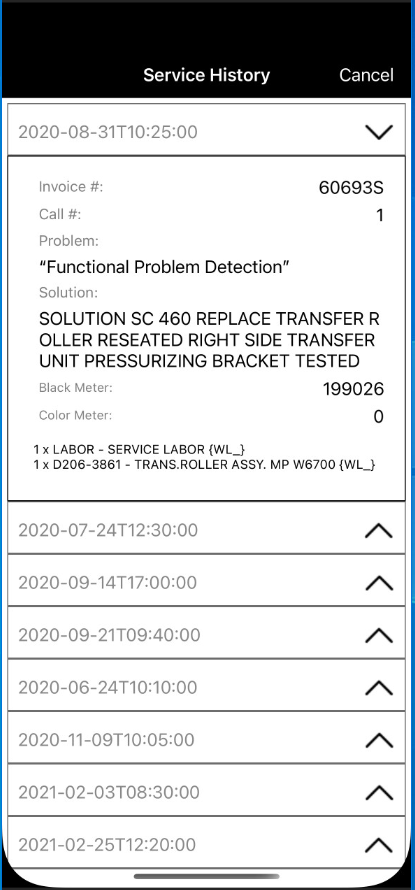 Service History
Cancel
2020-08-31T10:25:00
Invoice #: 60693S
Call #: 1
Problem:
“Functional Problem Detection”
Solution:
SOLUTION SC 460 REPLACE TRANSFER R
OLLER RESEATED RIGHT SIDE TRANSFER
UNIT PRESSURIZING BRACKET TESTED
Black Meter: 199026
Color Meter: 0
1 x LABOR - SERVICE LABOR {WL_}
1 x D206-3861 - TRANS.ROLLER ASSY. MP W6700 {WL_}
2020-07-24T12:30:00
2020-09-14T17:00:00
2020-09-21T09:40:00
2020-06-24T10:10:00
2020-11-09T10:05:00
2021-02-03T08:30:00
2021-02-25T12:20:00